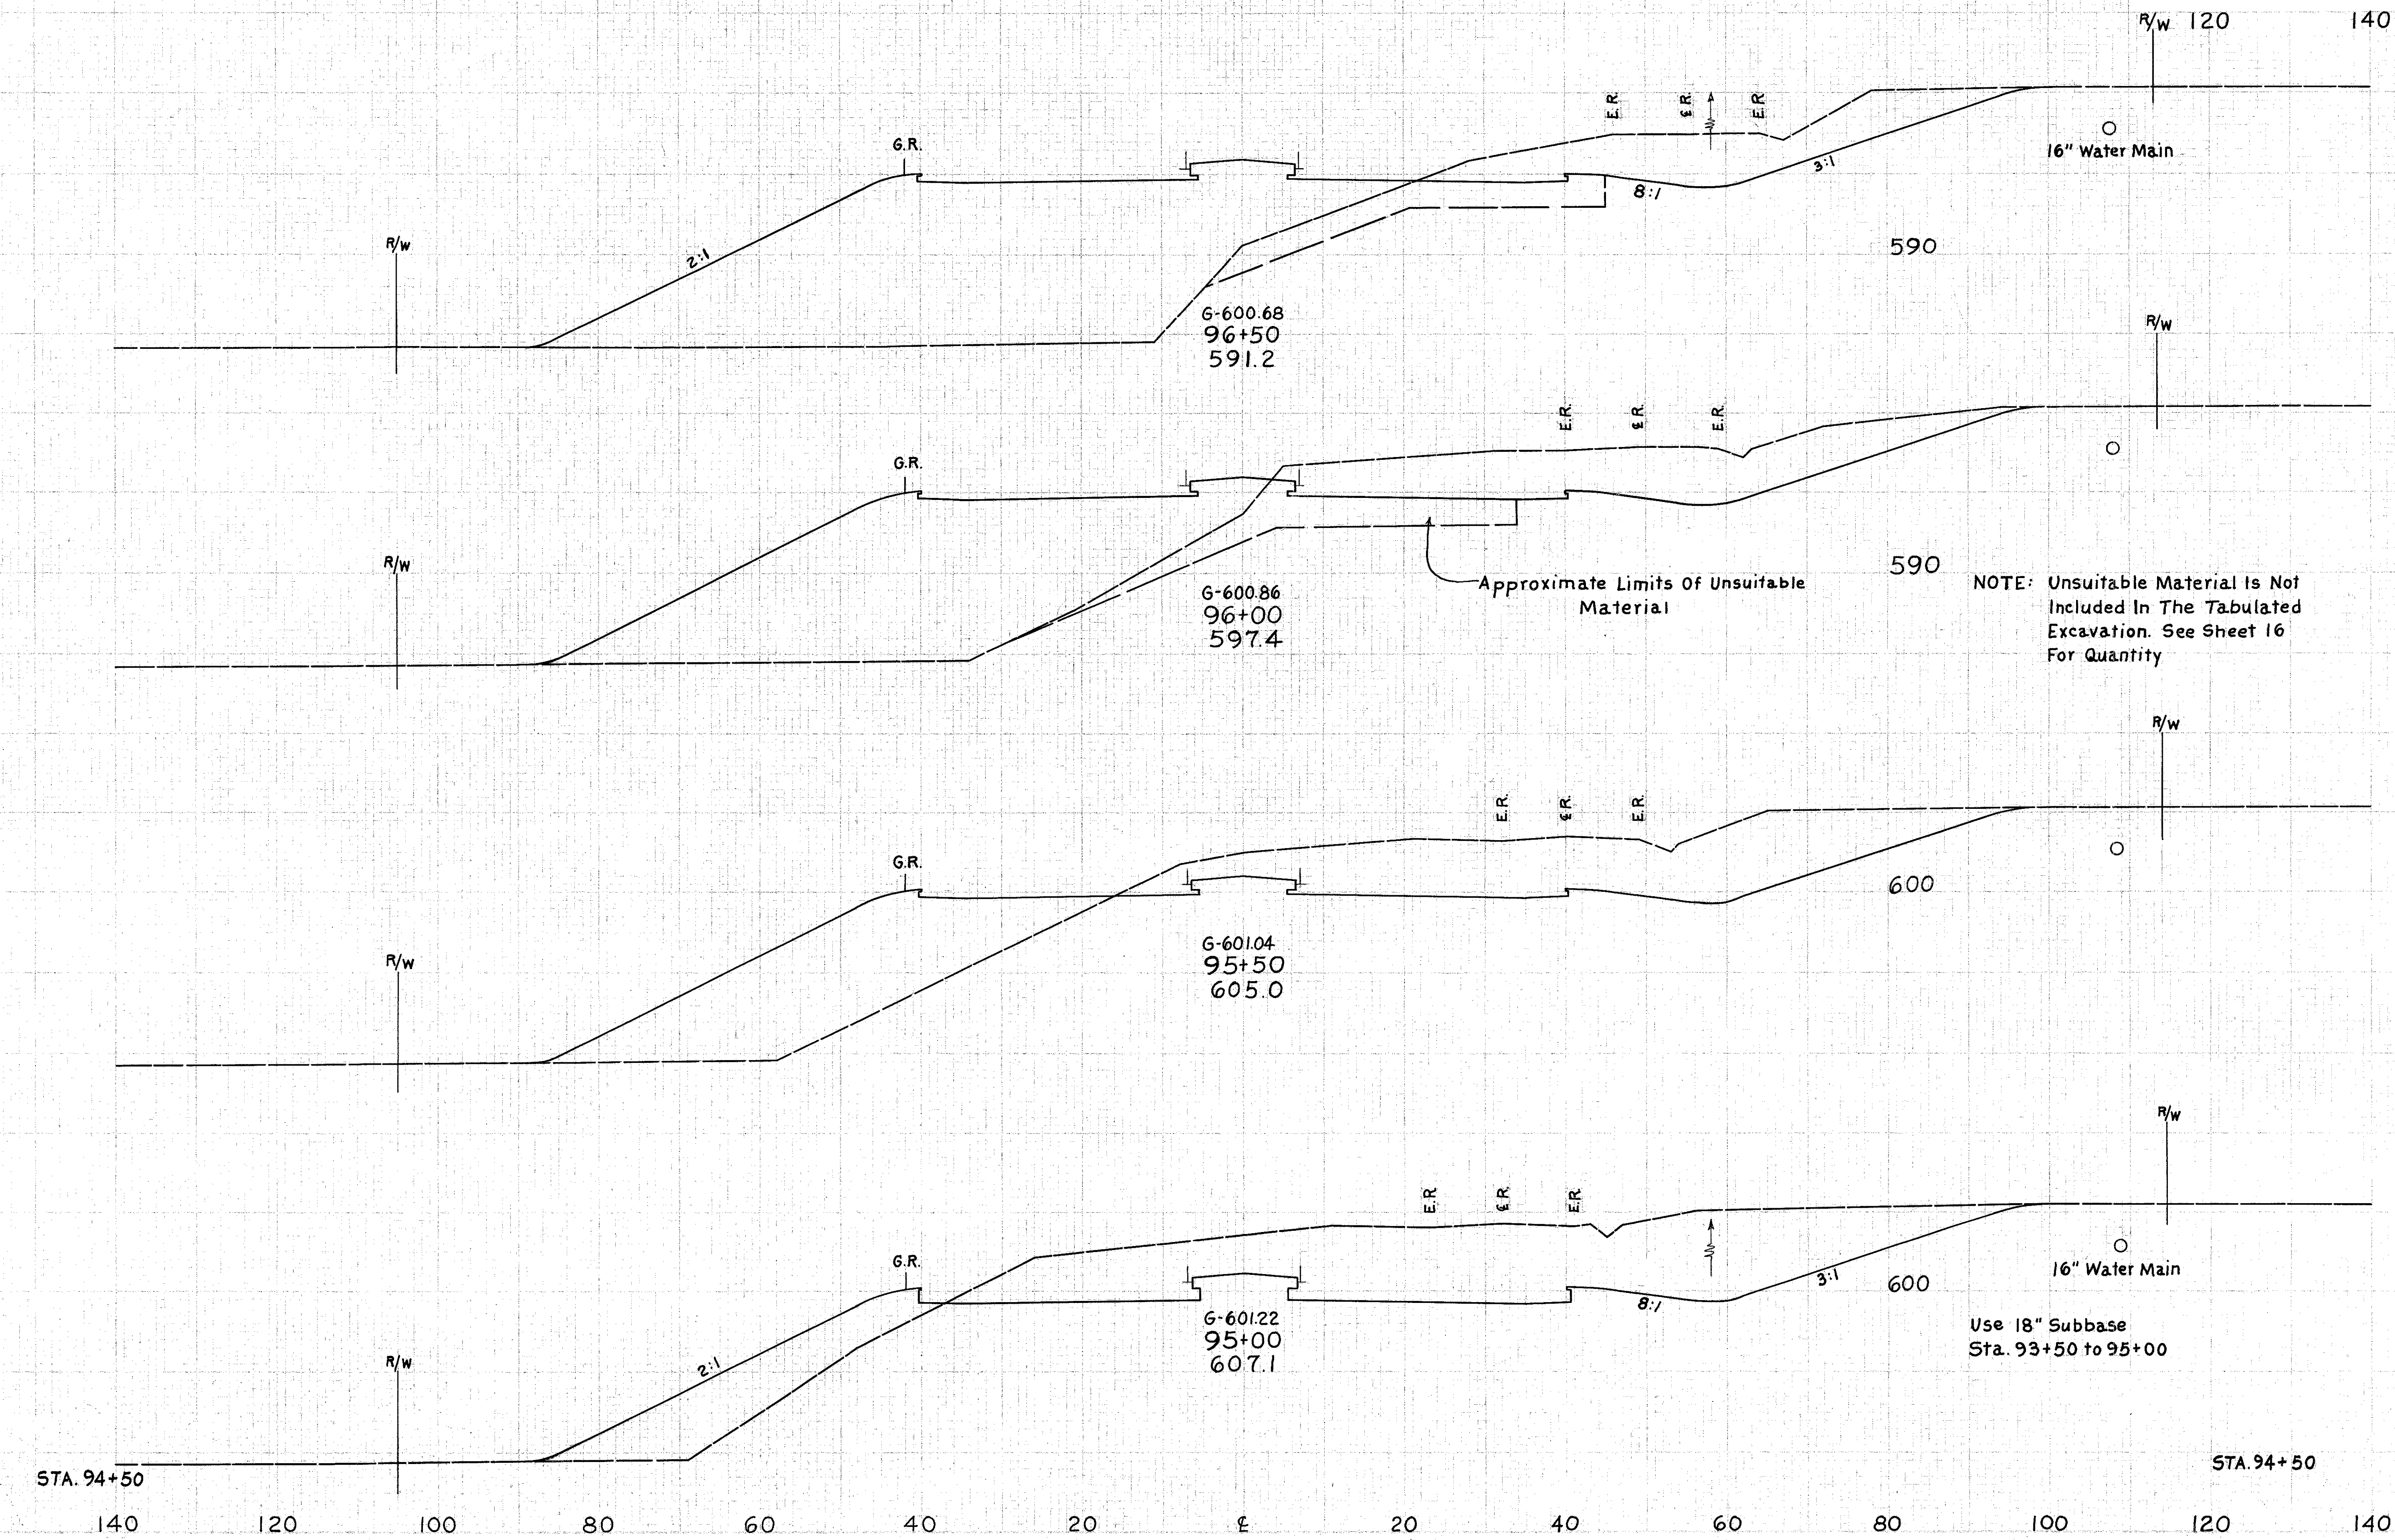 R/W 120 140
E.R. ℄R. E.R.
G.R.
16" Water Main
3:1
8:1
R/W
2:1
590
G-600.68
96+50
591.2
R/W
E.R. ℄R. E.R.
G.R.
R/W
590
Approximate Limits Of Unsuitable
Material
G-600.86
96+00
597.4
NOTE: Unsuitable Material Is Not
Included In The Tabulated
Excavation. See Sheet 16
For Quantity
R/W
E.R. ℄R. E.R.
G.R.
600
R/W
G-601.04
95+50
605.0
R/W
E.R. ℄R. E.R.
G.R.
16" Water Main
3:1
600
8:1
G-601.22
95+00
607.1
Use 18" Subbase
Sta. 93+50 to 95+00
R/W
2:1
STA. 94+50
STA. 94+50
140 120 100 80 60 40 20 ℄ 20 40 60 80 100 120 140